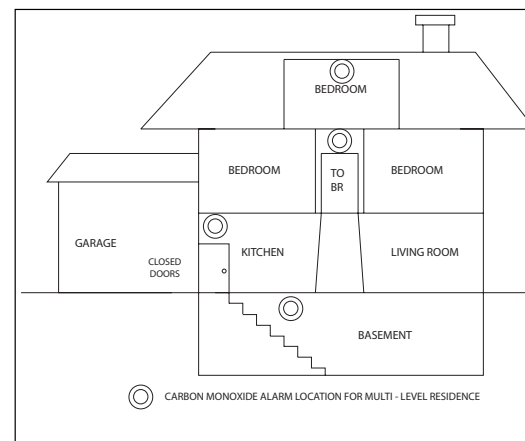 BEDROOM
BEDROOM
TO
BR
BEDROOM
GARAGE
CLOSED
DOORS
KITCHEN
LIVING ROOM
BASEMENT
CARBON MONOXIDE ALARM LOCATION FOR MULTI - LEVEL RESIDENCE